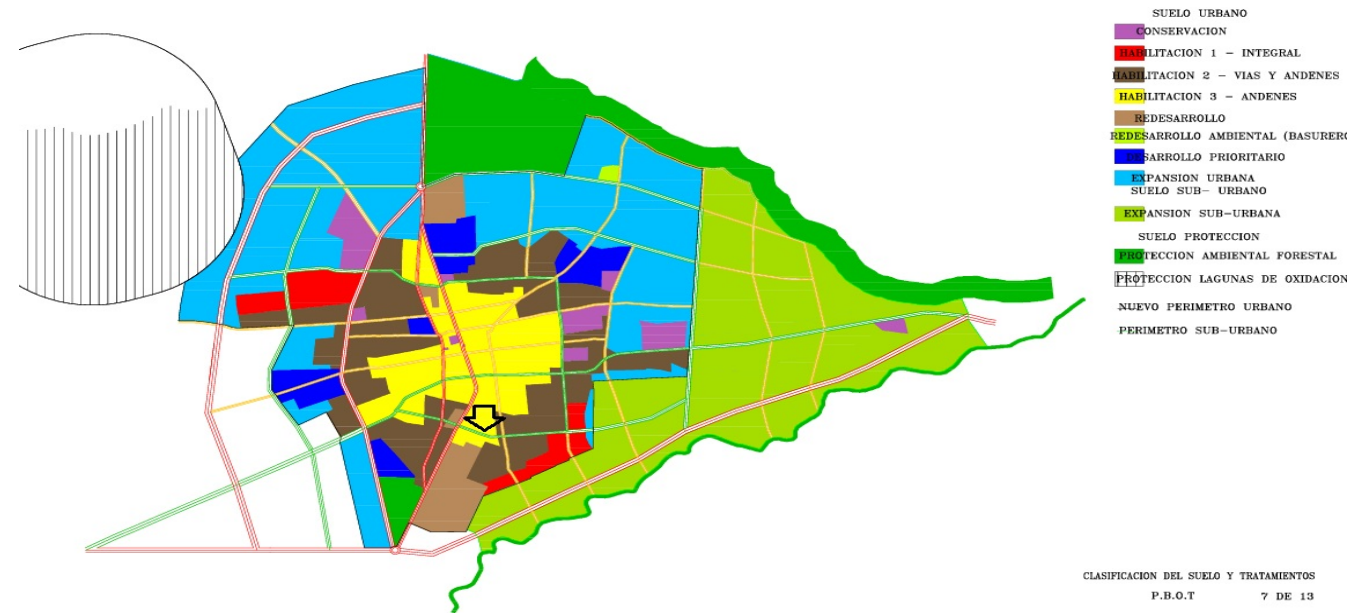 SUELO URBANO
CONSERVACION
HABILITACION 1 - INTEGRAL
HABILITACION 2 - VIAS Y ANDENES
HABILITACION 3 - ANDENES
REDESARROLLO
REDESARROLLO AMBIENTAL (BASURERO
DESARROLLO PRIORITARIO
EXPANSION URBANA
SUELO SUB- URBANO
EXPANSION SUB-URBANA
SUELO PROTECCION
PROTECCION AMBIENTAL FORESTAL
PROTECCION LAGUNAS DE OXIDACION
NUEVO PERIMETRO URBANO
PERIMETRO SUB-URBANO
CLASIFICACION DEL SUELO Y TRATAMIENTOS
P.B.O.T 7 DE 13